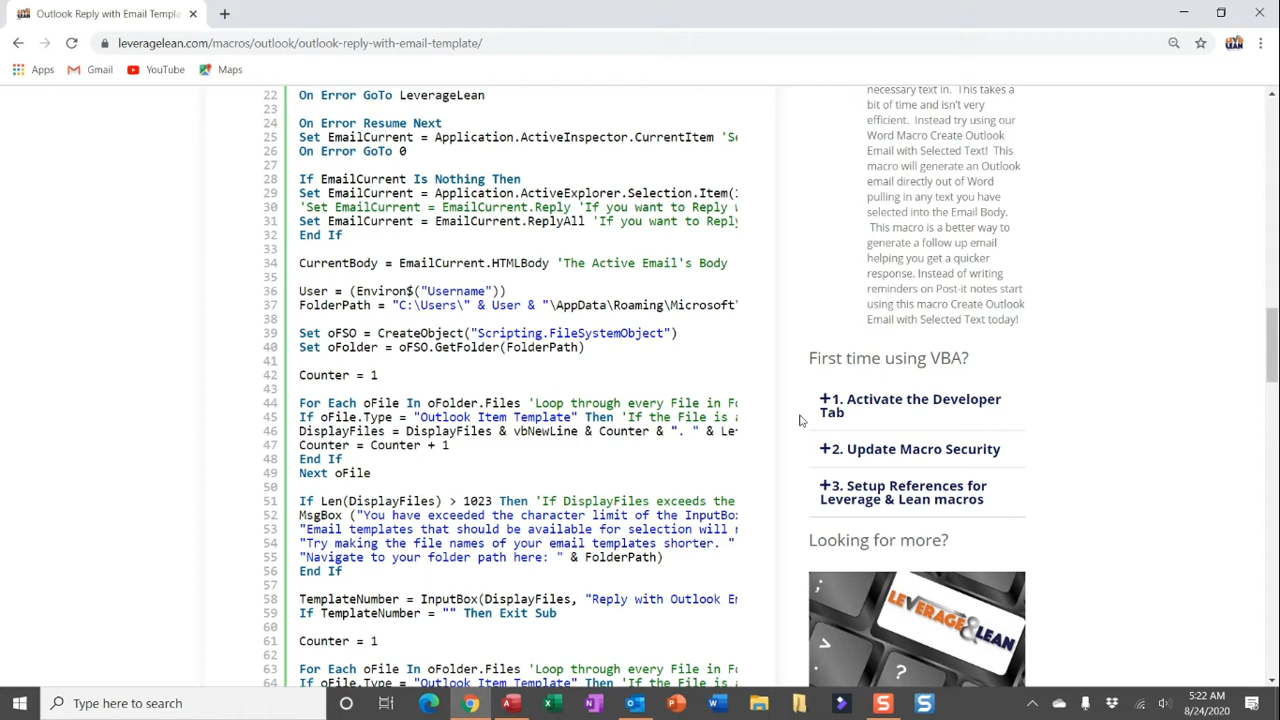 Outlook Reply with Email Templa
leveragelean.com/macros/outlook/outlook-reply-with-email-template/
Apps Gmail YouTube Maps
22 On Error GoTo LeverageLean
23
24 On Error Resume Next
25 Set EmailCurrent = Application.ActiveInspector.CurrentItem 'Se
26 On Error GoTo 0
27
28 If EmailCurrent Is Nothing Then
29 Set EmailCurrent = Application.ActiveExplorer.Selection.Item(1
30 'Set EmailCurrent = EmailCurrent.Reply 'If you want to Reply w
31 Set EmailCurrent = EmailCurrent.ReplyAll 'If you want to Reply
32 End If
33
34 CurrentBody = EmailCurrent.HTMLBody 'The Active Email's Body
35
36 User = (Environ$("Username"))
37 FolderPath = "C:\Users\" & User & "\AppData\Roaming\Microsoft\
38
39 Set oFSO = CreateObject("Scripting.FileSystemObject")
40 Set oFolder = oFSO.GetFolder(FolderPath)
41
42 Counter = 1
43
44 For Each oFile In oFolder.Files 'Loop through every File in Fo
45 If oFile.Type = "Outlook Item Template" Then 'If the File is a
46 DisplayFiles = DisplayFiles & vbNewLine & Counter & ". " & Le
47 Counter = Counter + 1
48 End If
49 Next oFile
50
51 If Len(DisplayFiles) > 1023 Then 'If DisplayFiles exceeds the
52 MsgBox ("You have exceeded the character limit of the InputBox
53 "Email templates that should be available for selection will n
54 "Try making the file names of your email templates shorter. "
55 "Navigate to your folder path here: " & FolderPath)
56 End If
57
58 TemplateNumber = InputBox(DisplayFiles, "Reply with Outlook Em
59 If TemplateNumber = "" Then Exit Sub
60
61 Counter = 1
62
63 For Each oFile In oFolder.Files 'Loop through every File in Fo
64 If oFile.Type = "Outlook Item Template" Then 'If the File is a
necessary text in. This takes a
bit of time and isn't very
efficient. Instead try using our
Word Macro Create Outlook
Email with Selected Text! This
macro will generate an Outlook
email directly out of Word
pulling in any text you have
selected into the Email Body.
This macro is a better way to
generate a follow up email
helping you get a quicker
response. Instead of writing
reminders on Post-it notes start
using this macro Create Outlook
Email with Selected Text today!
First time using VBA?
+1. Activate the Developer
Tab
+2. Update Macro Security
+3. Setup References for
Leverage & Lean macros
Looking for more?
LEVERAGE & LEAN
Type here to search
5:22 AM
8/24/2020